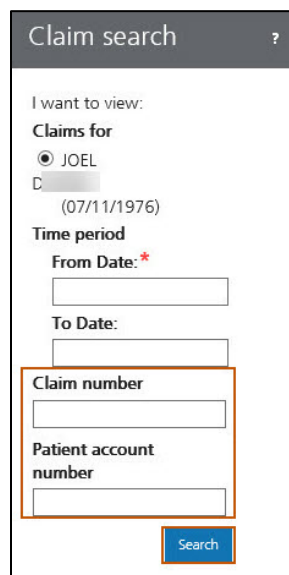 Claim search ?
I want to view:
Claims for
JOEL
D
(07/11/1976)
Time period
From Date:*
To Date:
Claim number
Patient account
number
Search